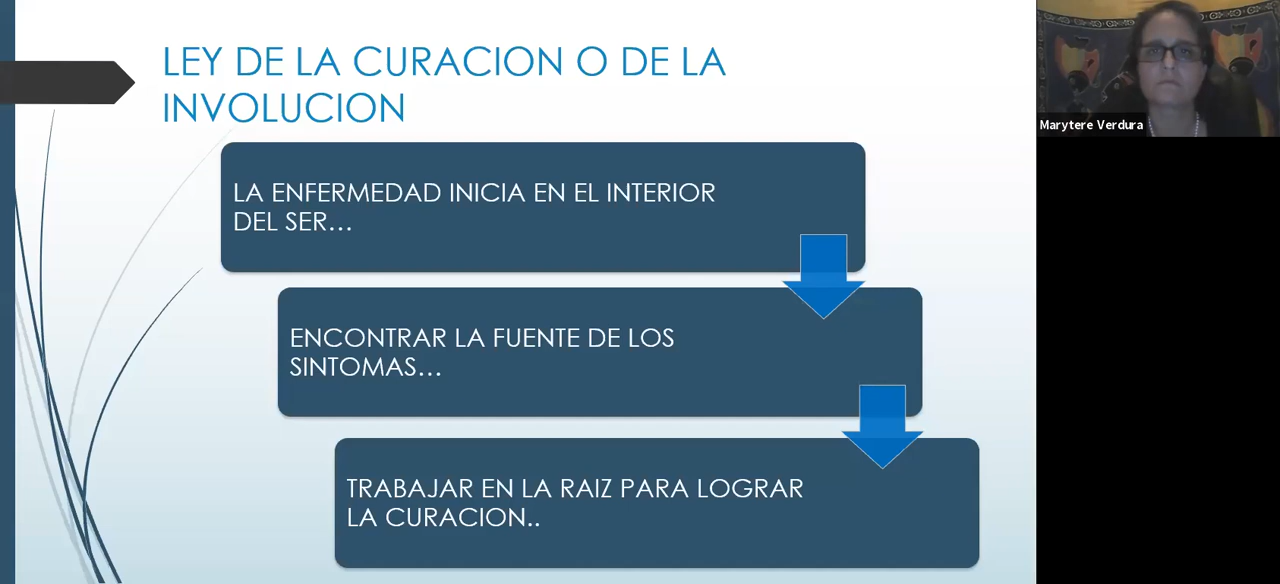 LEY DE LA CURACION O DE LA
INVOLUCION
Marytere Verdura
LA ENFERMEDAD INICIA EN EL INTERIOR
DEL SER…
ENCONTRAR LA FUENTE DE LOS
SINTOMAS…
TRABAJAR EN LA RAIZ PARA LOGRAR
LA CURACION..